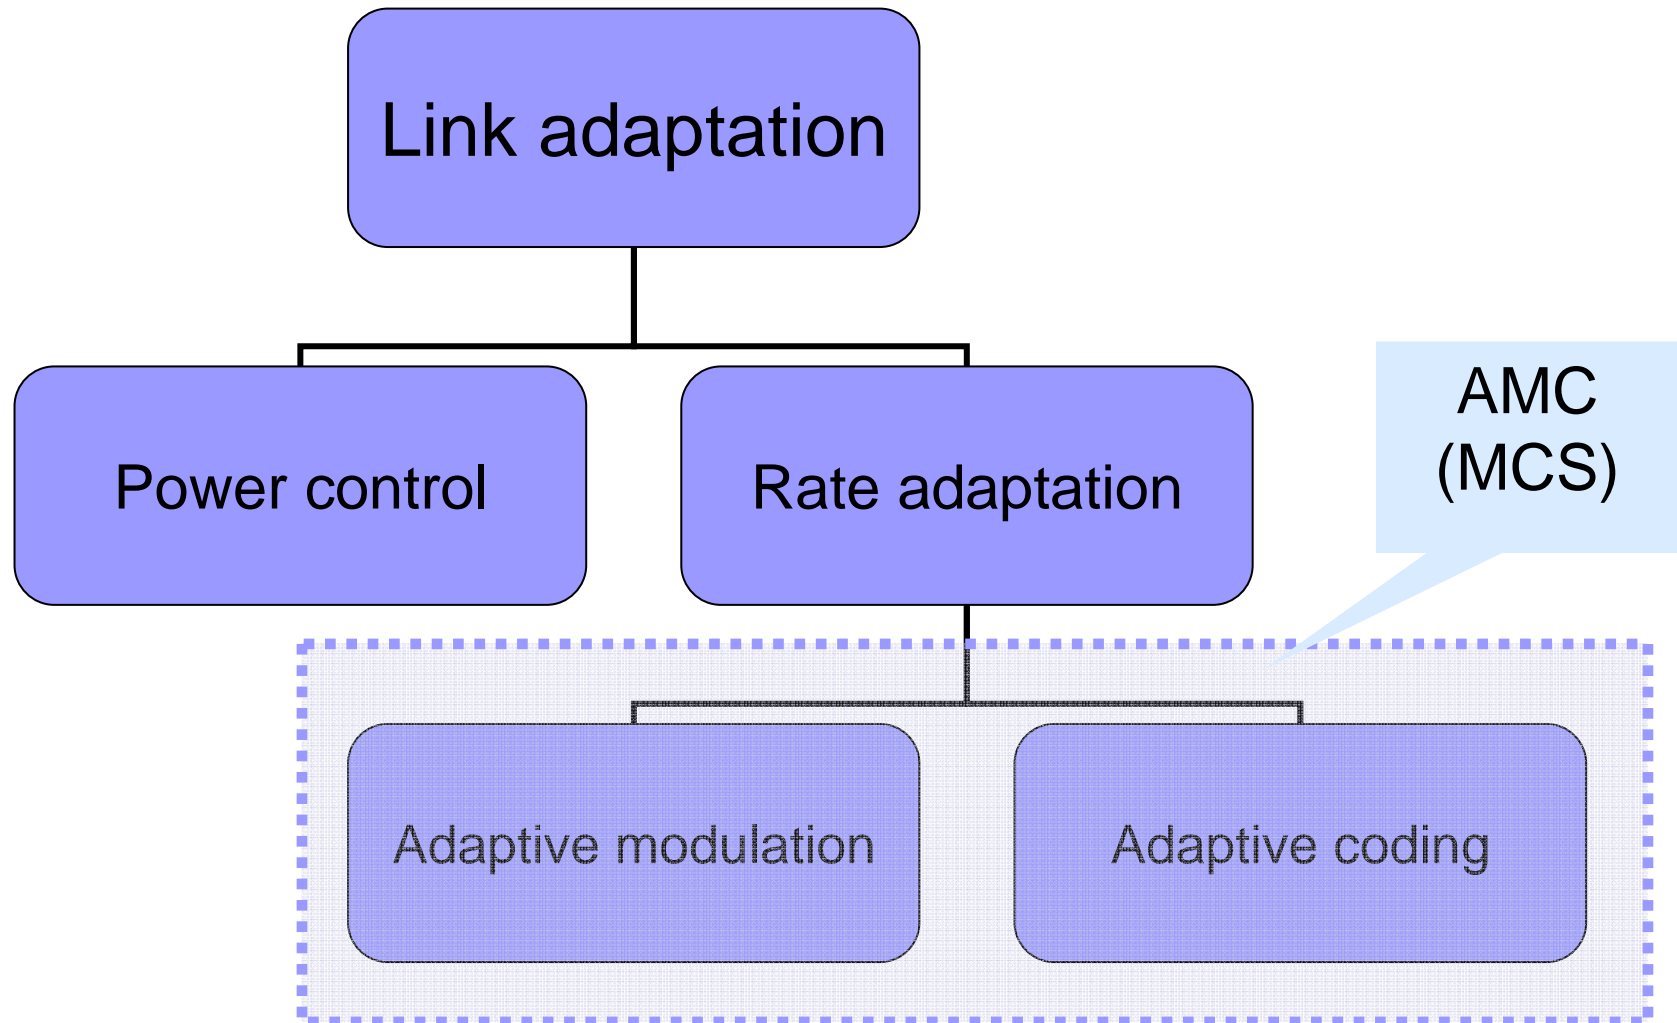 Link adaptation
Power control
Rate adaptation
AMC
(MCS)
Adaptive modulation
Adaptive coding